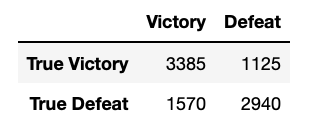 Victory Defeat
True Victory 3385 1125
True Defeat 1570 2940